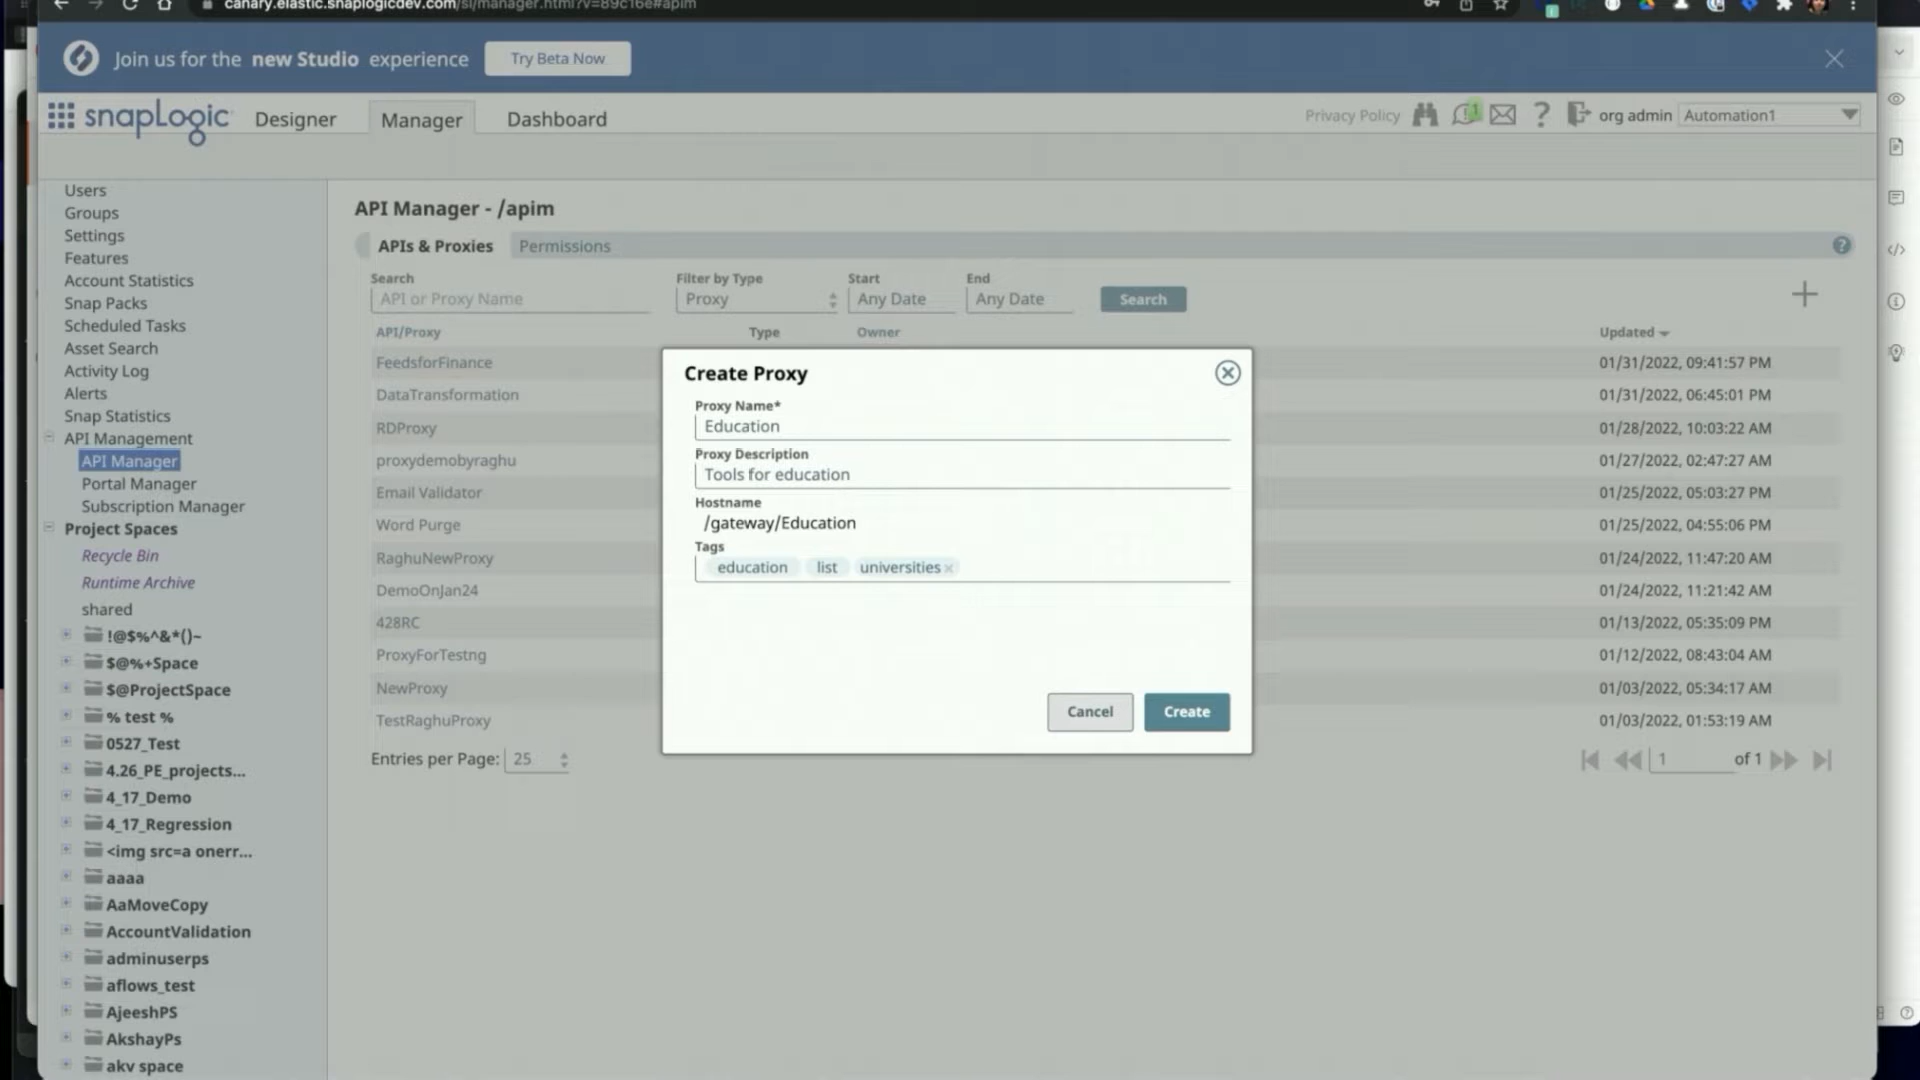 canary.elastic.snaplogicdev.com/sl/manager.html?v=89c16e#apim
Join us for the new Studio experience
Try Beta Now
snapLogic
Designer
Manager
Dashboard
Privacy Policy
1
?
org admin
Automation1
Users
Groups
Settings
Features
Account Statistics
Snap Packs
Scheduled Tasks
Asset Search
Activity Log
Alerts
Snap Statistics
API Management
API Manager
Portal Manager
Subscription Manager
Project Spaces
Recycle Bin
Runtime Archive
shared
!@$%^&*()~
$@%+Space
$@ProjectSpace
% test %
0527_Test
4.26_PE_projects...
4_17_Demo
4_17_Regression
<img src=a onerr...
aaaa
AaMoveCopy
AccountValidation
adminuserps
aflows_test
AjeeshPS
AkshayPs
akv space
API Manager - /apim
APIs & Proxies
Permissions
?
Search
Filter by Type
Start
End
API or Proxy Name
Proxy
Any Date
Any Date
Search
API/Proxy
Type
Owner
Updated
FeedsforFinance
01/31/2022, 09:41:57 PM
DataTransformation
01/31/2022, 06:45:01 PM
RDProxy
01/28/2022, 10:03:22 AM
proxydemobyraghu
01/27/2022, 02:47:27 AM
Email Validator
01/25/2022, 05:03:27 PM
Word Purge
01/25/2022, 04:55:06 PM
RaghuNewProxy
01/24/2022, 11:47:20 AM
DemoOnJan24
01/24/2022, 11:21:42 AM
428RC
01/13/2022, 05:35:09 PM
ProxyForTestng
01/12/2022, 08:43:04 AM
NewProxy
01/03/2022, 05:34:17 AM
TestRaghuProxy
01/03/2022, 01:53:19 AM
Entries per Page: 25
1 of 1
Create Proxy
Proxy Name*
Education
Proxy Description
Tools for education
Hostname
/gateway/Education
Tags
education list universities
Cancel
Create